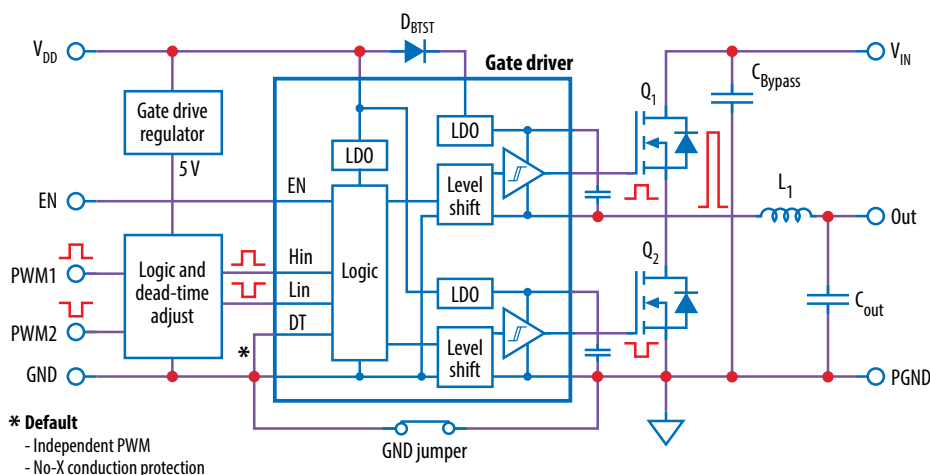 D_BTST
V_DD
V_IN
Gate driver
C_Bypass
Q_1
Gate drive
regulator
LDO
LDO
5 V
EN
EN
Level
shift
L_1
Out
PWM1
Logic and
dead-time
adjust
Hin
Logic
Lin
Q_2
LDO
C_out
PWM2
DT
*
Level
shift
GND
PGND
* Default
- Independent PWM
- No-X conduction protection
GND jumper